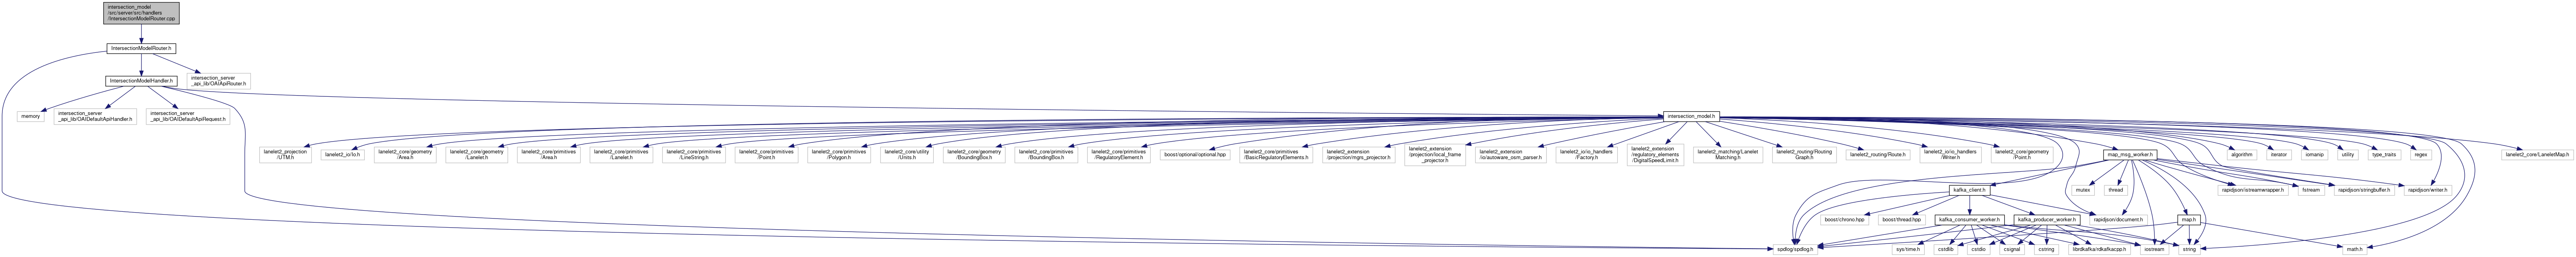 intersection_model
/src/server/src/handlers
/IntersectionModelRouter.cpp
IntersectionModelRouter.h
IntersectionModelHandler.h
intersection_server
_api_lib/OAIApiRouter.h
memory
intersection_server
_api_lib/OAIDefaultApiHandler.h
intersection_server
_api_lib/OAIDefaultApiRequest.h
intersection_model.h
lanelet2_projection
/UTM.h
lanelet2_io/Io.h
lanelet2_core/geometry
/Area.h
lanelet2_core/geometry
/Lanelet.h
lanelet2_core/primitives
/Area.h
lanelet2_core/primitives
/Lanelet.h
lanelet2_core/primitives
/LineString.h
lanelet2_core/primitives
/Point.h
lanelet2_core/primitives
/Polygon.h
lanelet2_core/utility
/Units.h
lanelet2_core/geometry
/BoundingBox.h
lanelet2_core/primitives
/BoundingBox.h
lanelet2_core/primitives
/RegulatoryElement.h
boost/optional/optional.hpp
lanelet2_core/primitives
/BasicRegulatoryElements.h
lanelet2_extension
/projection/mgrs_projector.h
lanelet2_extension
/projection/local_frame
_projector.h
lanelet2_extension
/io/autoware_osm_parser.h
lanelet2_io/io_handlers
/Factory.h
lanelet2_extension
/regulatory_elements
/DigitalSpeedLimit.h
lanelet2_matching/Lanelet
Matching.h
lanelet2_routing/Routing
Graph.h
lanelet2_routing/Route.h
lanelet2_io/io_handlers
/Writer.h
lanelet2_core/geometry
/Point.h
map_msg_worker.h
algorithm
iterator
iomanip
utility
type_traits
regex
lanelet2_core/LaneletMap.h
kafka_client.h
mutex
thread
rapidjson/istreamwrapper.h
fstream
rapidjson/stringbuffer.h
rapidjson/writer.h
boost/chrono.hpp
boost/thread.hpp
kafka_consumer_worker.h
kafka_producer_worker.h
rapidjson/document.h
map.h
spdlog/spdlog.h
sys/time.h
cstdlib
cstdio
csignal
cstring
librdkafka/rdkafkacpp.h
iostream
string
math.h